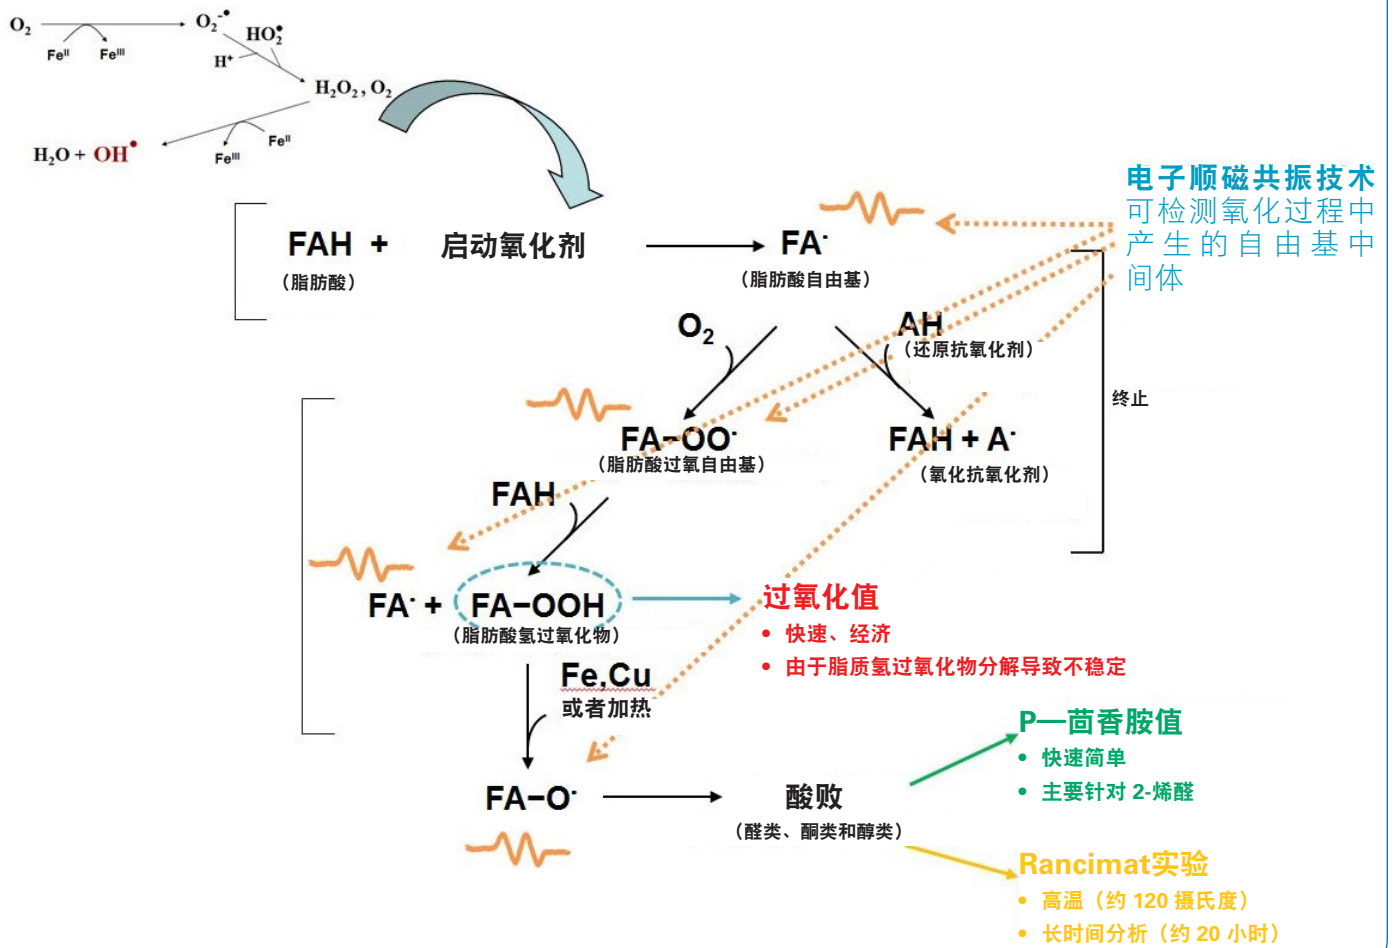 O₂
O₂⁻•
HO₂•
Feᴵᴵ
Feᴵᴵᴵ
H⁺
H₂O₂ , O₂
Feᴵᴵ
Feᴵᴵᴵ
H₂O + OH•
电子顺磁共振技术
可检测氧化过程中
产生的自由基中
间体
FAH +
启动氧化剂
FA·
（脂肪酸）
（脂肪酸自由基）
O₂
AH
（还原抗氧化剂）
终止
FA–OO·
（脂肪酸过氧自由基）
FAH + A·
（氧化抗氧化剂）
FAH
FA· +
FA–OOH
（脂肪酸氢过氧化物）
过氧化值
• 快速、经济
• 由于脂质氢过氧化物分解导致不稳定
Fe,Cu
或者加热
FA–O·
酸败
（醛类、酮类和醇类）
P—茴香胺值
• 快速简单
• 主要针对 2-烯醛
Rancimat实验
• 高温（约 120 摄氏度）
• 长时间分析（约 20 小时）